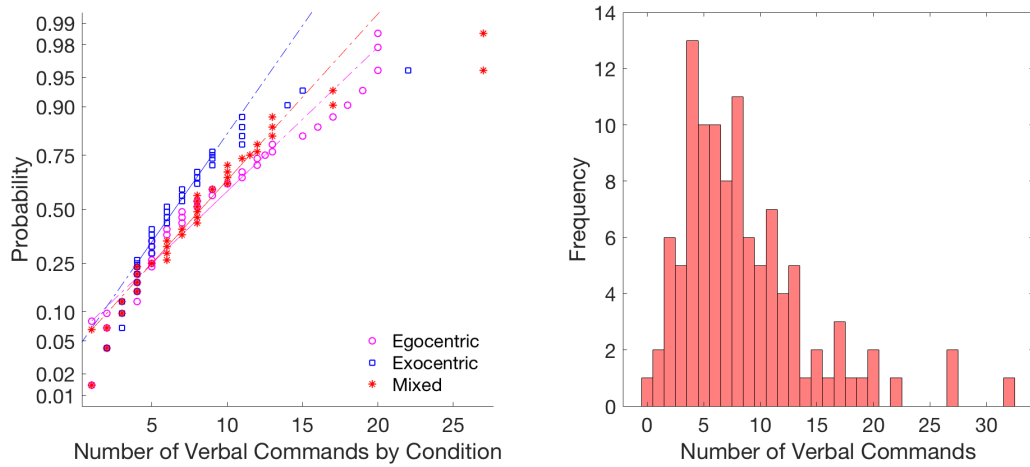 0.99
0.98
0.95
0.90
0.75
0.50
0.25
0.10
0.05
0.02
0.01
Probability
Egocentric
Exocentric
Mixed
5 10 15 20 25
Number of Verbal Commands by Condition
14
12
10
8
6
4
2
0
Frequency
0 5 10 15 20 25 30
Number of Verbal Commands